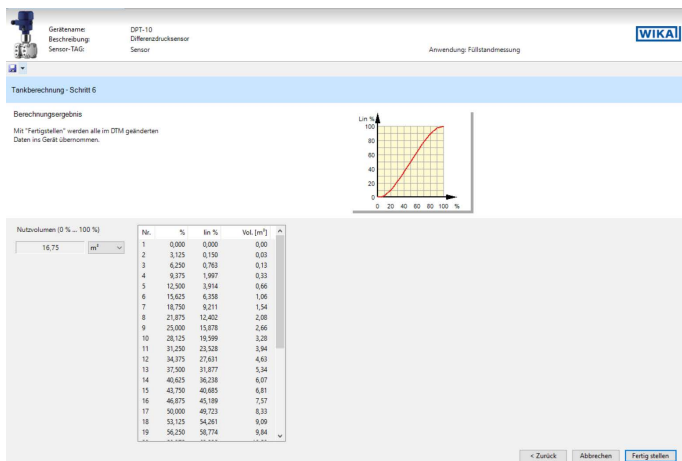 Gerätename: DPT-10
Beschreibung: Differenzdrucksensor
Sensor-TAG: Sensor
Anwendung: Füllstandmessung
WIKA
Tankberechnung - Schritt 6
Berechnungsergebnis
Mit "Fertigstellen" werden alle im DTM geänderten
Daten ins Gerät übernommen.
Lin %
100
80
60
40
20
0
0 20 40 60 80 100 %
Nutzvolumen (0 % ... 100 %)
16,75 m³
Nr. % lin % Vol. [m³]
1 0,000 0,000 0,00
2 3,125 0,150 0,03
3 6,250 0,763 0,13
4 9,375 1,997 0,33
5 12,500 3,914 0,66
6 15,625 6,358 1,06
7 18,750 9,211 1,54
8 21,875 12,402 2,08
9 25,000 15,878 2,66
10 28,125 19,599 3,28
11 31,250 23,528 3,94
12 34,375 27,631 4,63
13 37,500 31,877 5,34
14 40,625 36,238 6,07
15 43,750 40,685 6,81
16 46,875 45,189 7,57
17 50,000 49,723 8,33
18 53,125 54,261 9,09
19 56,250 58,774 9,84
< Zurück Abbrechen Fertig stellen